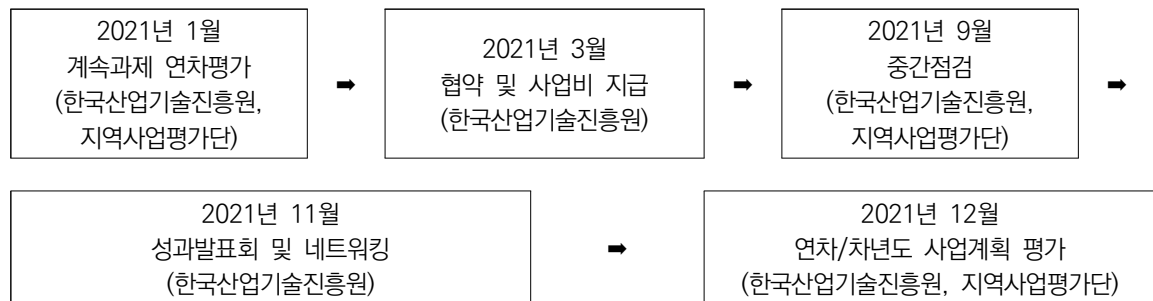 2021년 1월
계속과제 연차평가
(한국산업기술진흥원,
지역사업평가단)
➡
2021년 3월
협약 및 사업비 지급
(한국산업기술진흥원)
➡
2021년 9월
중간점검
(한국산업기술진흥원,
지역사업평가단)
➡
2021년 11월
성과발표회 및 네트워킹
(한국산업기술진흥원)
➡
2021년 12월
연차/차년도 사업계획 평가
(한국산업기술진흥원, 지역사업평가단)